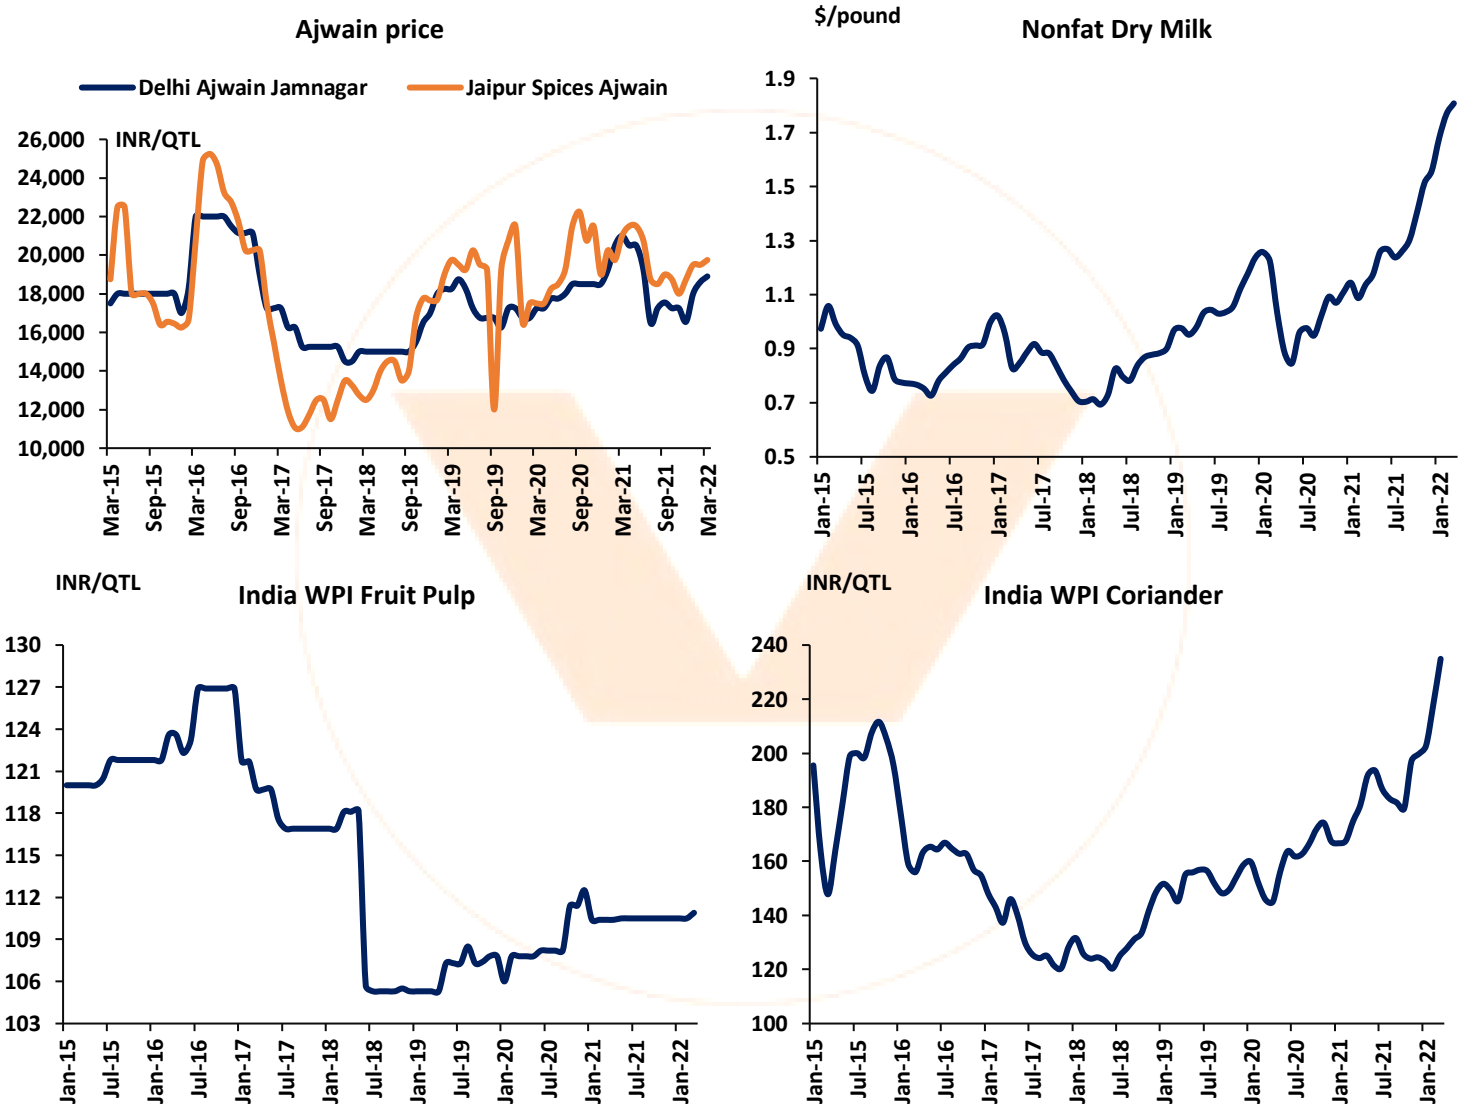 Ajwain price
Delhi Ajwain Jamnagar
Jaipur Spices Ajwain
INR/QTL
26,000
24,000
22,000
20,000
18,000
16,000
14,000
12,000
10,000
Mar-15
Sep-15
Mar-16
Sep-16
Mar-17
Sep-17
Mar-18
Sep-18
Mar-19
Sep-19
Mar-20
Sep-20
Mar-21
Sep-21
Mar-22
$/pound
Nonfat Dry Milk
1.9
1.7
1.5
1.3
1.1
0.9
0.7
0.5
Jan-15
Jul-15
Jan-16
Jul-16
Jan-17
Jul-17
Jan-18
Jul-18
Jan-19
Jul-19
Jan-20
Jul-20
Jan-21
Jul-21
Jan-22
INR/QTL
India WPI Fruit Pulp
130
127
124
121
118
115
112
109
106
103
Jan-15
Jul-15
Jan-16
Jul-16
Jan-17
Jul-17
Jan-18
Jul-18
Jan-19
Jul-19
Jan-20
Jul-20
Jan-21
Jul-21
Jan-22
INR/QTL
India WPI Coriander
240
220
200
180
160
140
120
100
Jan-15
Jul-15
Jan-16
Jul-16
Jan-17
Jul-17
Jan-18
Jul-18
Jan-19
Jul-19
Jan-20
Jul-20
Jan-21
Jul-21
Jan-22